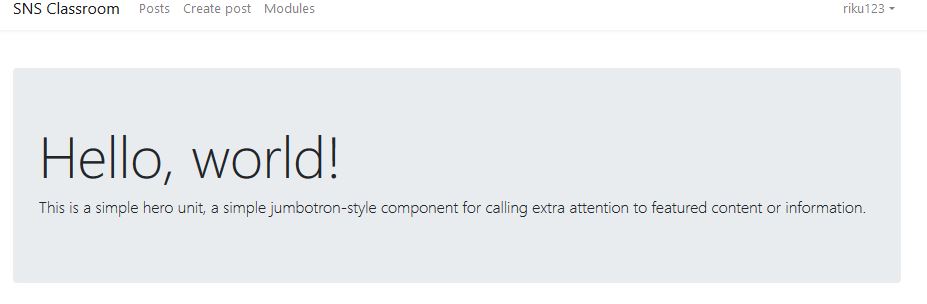 SNS Classroom Posts Create post Modules riku123
Hello, world!
This is a simple hero unit, a simple jumbotron-style component for calling extra attention to featured content or information.